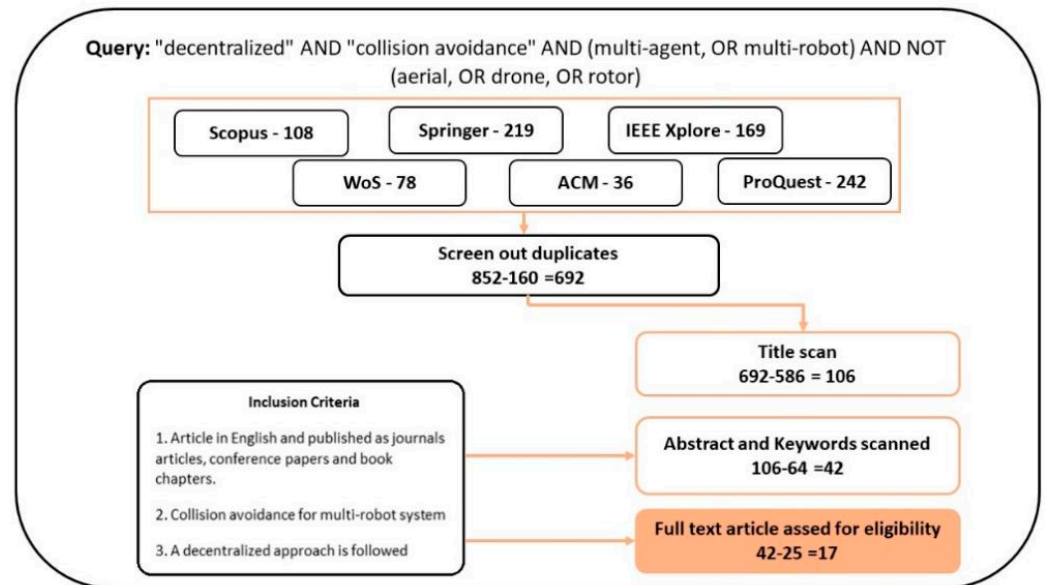 Query: "decentralized" AND "collision avoidance" AND (multi-agent, OR multi-robot) AND NOT
(aerial, OR drone, OR rotor)
Scopus - 108
Springer - 219
IEEE Xplore - 169
WoS - 78
ACM - 36
ProQuest - 242
Screen out duplicates
852-160 =692
Title scan
692-586 = 106
Inclusion Criteria
1. Article in English and published as journals
articles, conference papers and book
chapters.
2. Collision avoidance for multi-robot system
3. A decentralized approach is followed
Abstract and Keywords scanned
106-64 =42
Full text article assed for eligibility
42-25 =17